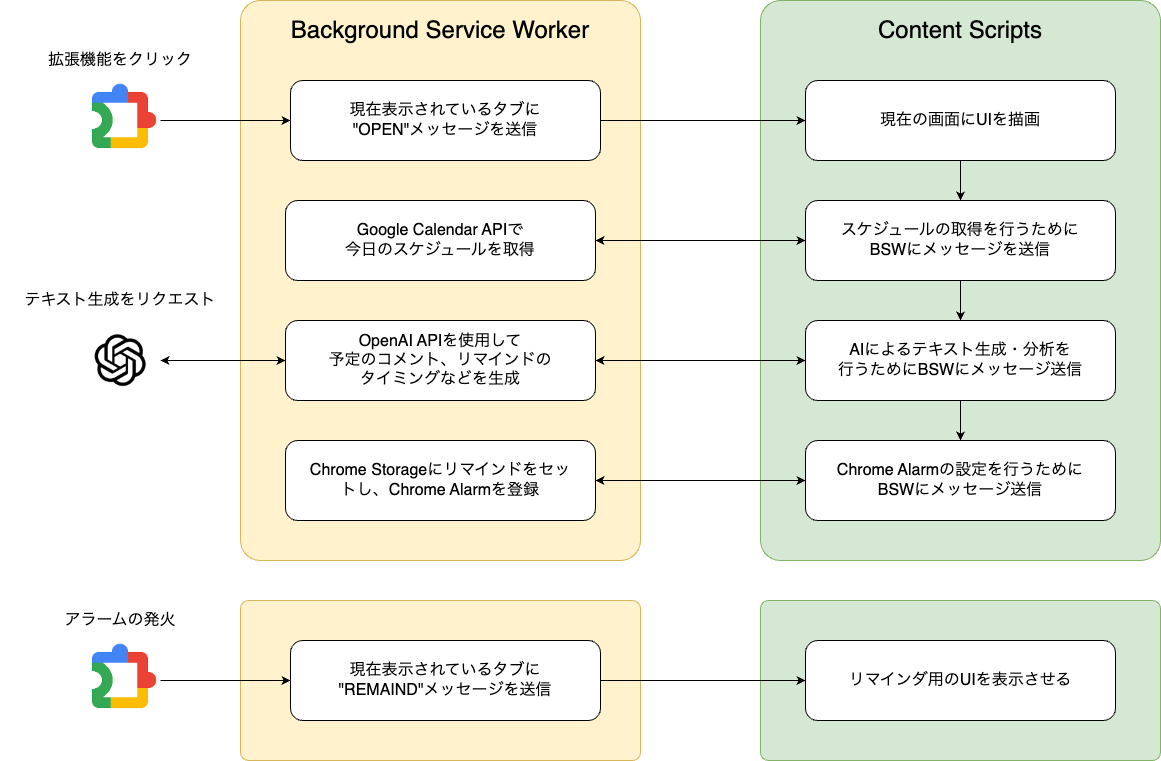 Background Service Worker
Content Scripts
拡張機能をクリック
現在表示されているタブに
"OPEN"メッセージを送信
現在の画面にUIを描画
Google Calendar APIで
今日のスケジュールを取得
スケジュールの取得を行うために
BSWにメッセージを送信
テキスト生成をリクエスト
OpenAI APIを使用して
予定のコメント、リマインドの
タイミングなどを生成
AIによるテキスト生成・分析を
行うためにBSWにメッセージ送信
Chrome Storageにリマインドをセッ
トし、Chrome Alarmを登録
Chrome Alarmの設定を行うために
BSWにメッセージ送信
アラームの発火
現在表示されているタブに
"REMAIND"メッセージを送信
リマインダ用のUIを表示させる